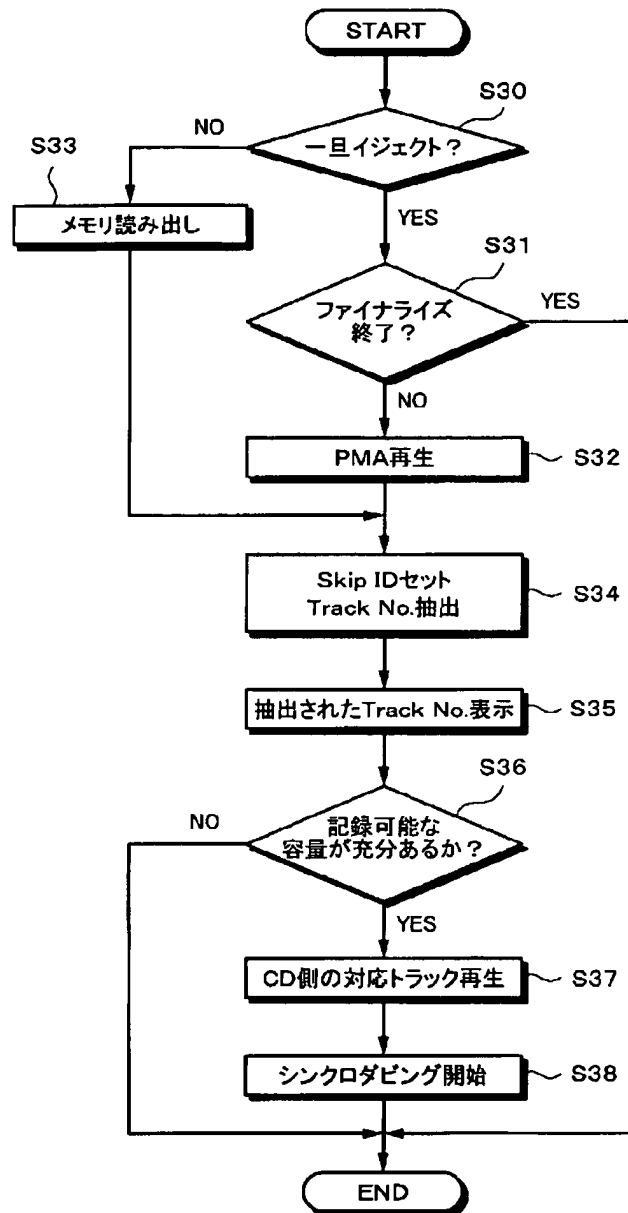 START
S30
一旦イジェクト？
NO
S33
メモリ読み出し
YES
S31
ファイナライズ
終了？
YES
NO
PMA再生
S32
Skip IDセット
Track No.抽出
S34
抽出されたTrack No.表示
S35
S36
NO
記録可能な
容量が充分あるか？
YES
CD側の対応トラック再生
S37
シンクロダビング開始
S38
END